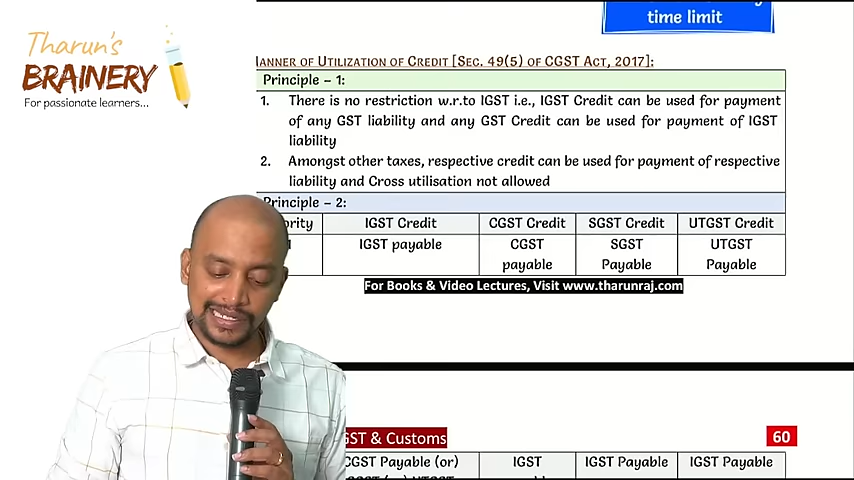 Tharun's
BRAINERY
For passionate learners...
time limit
MANNER OF UTILIZATION OF CREDIT [SEC. 49(5) OF CGST ACT, 2017]:
Principle – 1:
1. There is no restriction w.r.to IGST i.e., IGST Credit can be used for payment
of any GST liability and any GST Credit can be used for payment of IGST
liability
2. Amongst other taxes, respective credit can be used for payment of respective
liability and Cross utilisation not allowed
Principle – 2:
IGST Credit CGST Credit SGST Credit UTGST Credit
IGST payable CGST SGST UTGST
payable Payable Payable
For Books & Video Lectures, Visit www.tharunraj.com
GST & Customs
60
CGST Payable (or) IGST IGST Payable IGST Payable